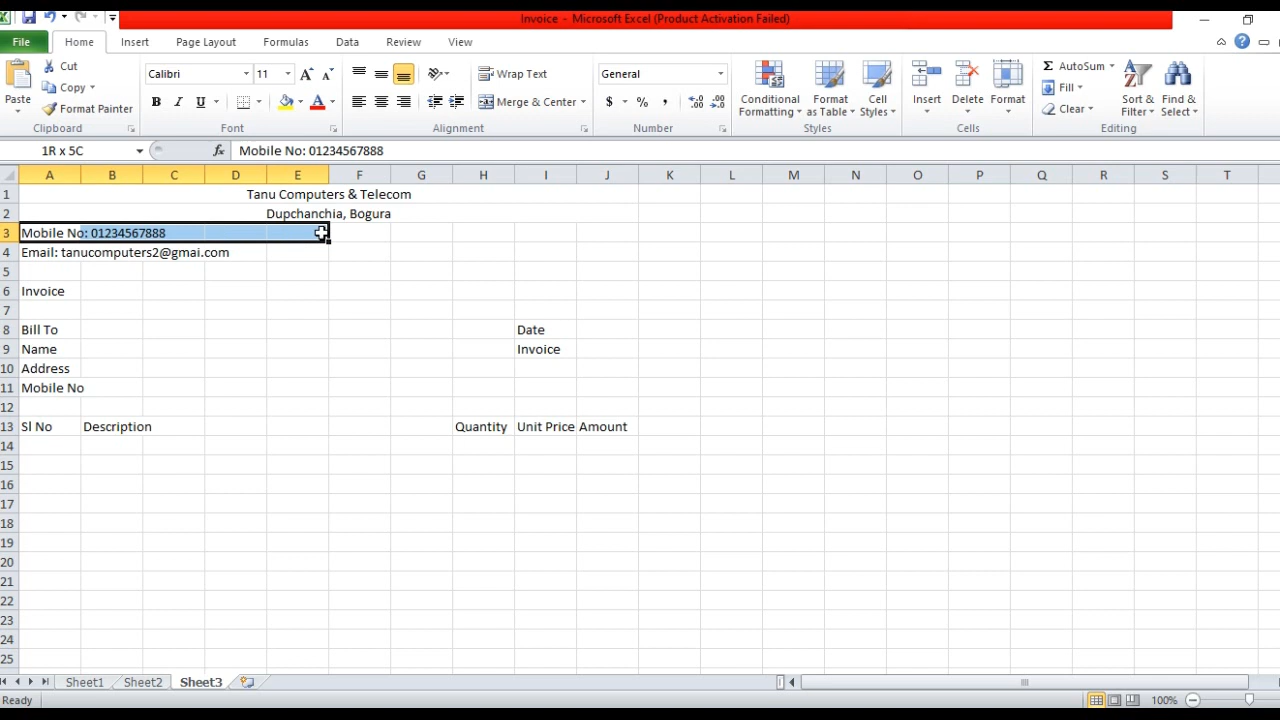 Invoice - Microsoft Excel (Product Activation Failed)
File Home Insert Page Layout Formulas Data Review View
Paste
Cut
Copy
Format Painter
Clipboard
Calibri 11
B I U
Font
Wrap Text
Merge & Center
Alignment
General
$ % ,
Number
Conditional Formatting
Format as Table
Cell Styles
Styles
Insert Delete Format
Cells
Σ AutoSum
Fill
Clear
Sort & Filter
Find & Select
Editing
1R x 5C fx Mobile No: 01234567888
A B C D E F G H I J K L M N O P Q R S T
1 Tanu Computers & Telecom
2 Dupchanchia, Bogura
3 Mobile No: 01234567888
4 Email: tanucomputers2@gmai.com
5
6 Invoice
7
8 Bill To Date
9 Name Invoice
10 Address
11 Mobile No
12
13 Sl No Description Quantity Unit Price Amount
14
15
16
17
18
19
20
21
22
23
24
25
Sheet1 Sheet2 Sheet3
Ready 100%